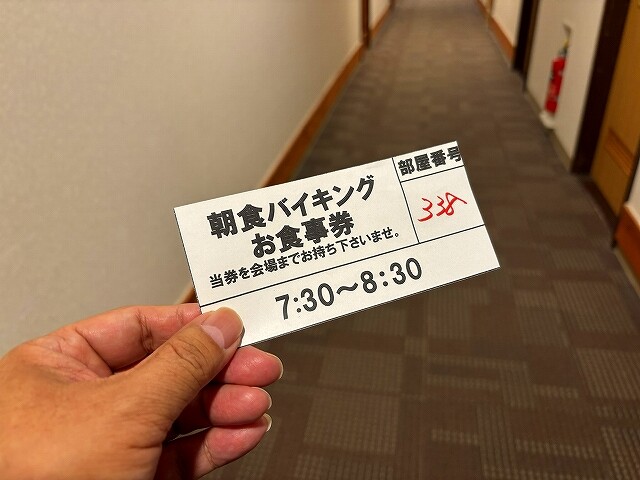 朝食バイキング
お食事券
当券を会場までお持ち下さいませ。
部屋番号
338
7:30〜8:30